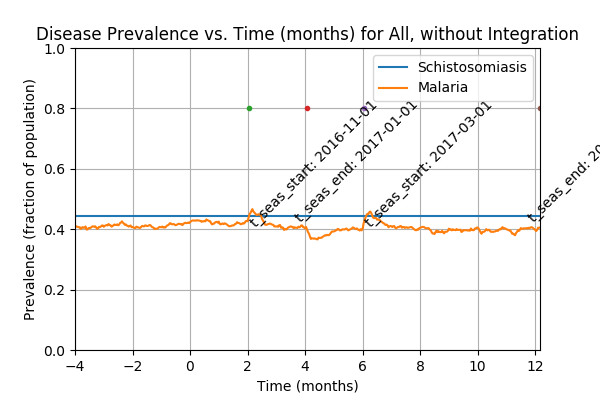 Disease Prevalence vs. Time (months) for All, without Integration
Prevalence (fraction of population)
1.0
0.8
0.6
0.4
0.2
0.0
Schistosomiasis
Malaria
t_seas_start: 2016-11-01
t_seas_end: 2017-01-01
t_seas_start: 2017-03-01
t_seas_end: 20
−4
−2
0
2
4
6
8
10
12
Time (months)